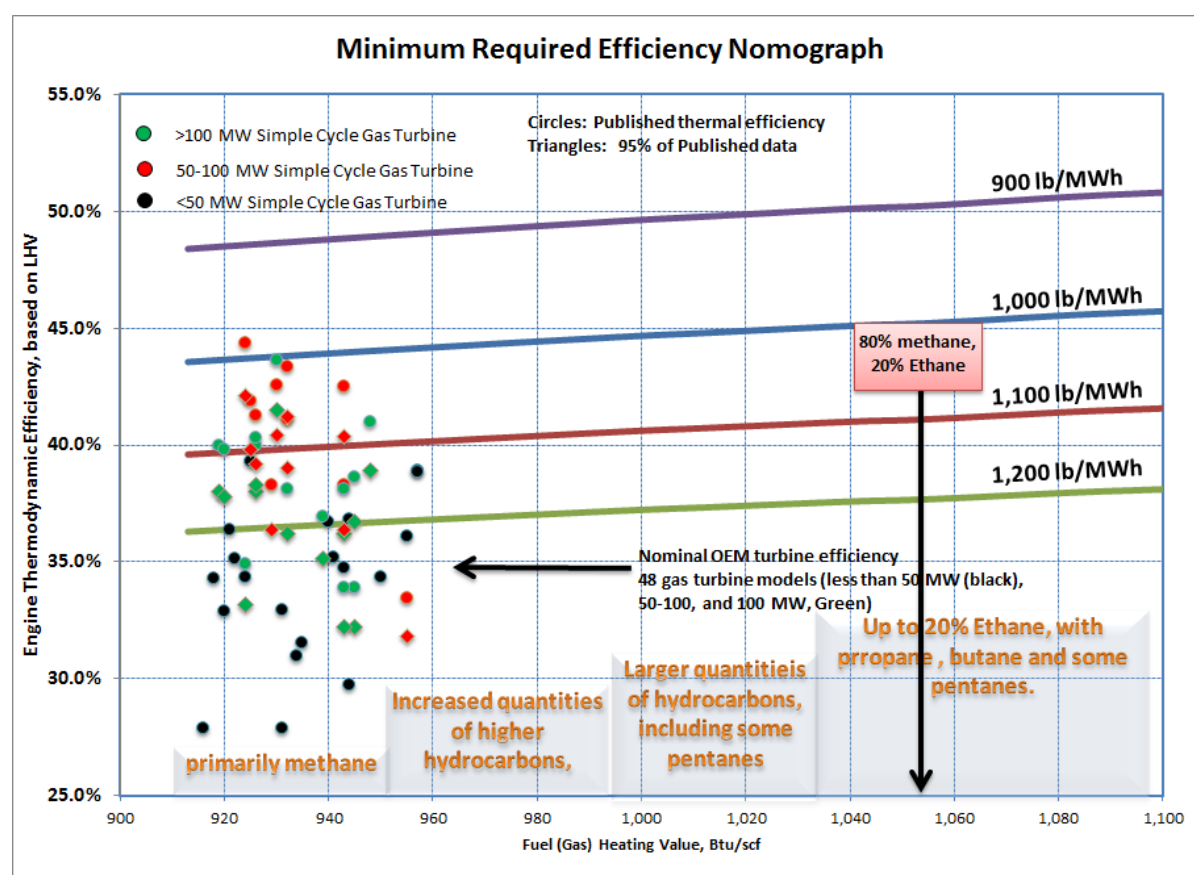 Minimum Required Efficiency Nomograph
55.0%
50.0%
45.0%
40.0%
35.0%
30.0%
25.0%
Engine Thermodynamic Efficiency, based on LHV
>100 MW Simple Cycle Gas Turbine
50-100 MW Simple Cycle Gas Turbine
<50 MW Simple Cycle Gas Turbine
Circles: Published thermal efficiency
Triangles: 95% of Published data
900 lb/MWh
1,000 lb/MWh
80% methane,
20% Ethane
1,100 lb/MWh
1,200 lb/MWh
Nominal OEM turbine efficiency
48 gas turbine models (less than 50 MW (black),
50-100, and 100 MW, Green)
primarily methane
Increased quantities
of higher
hydrocarbons,
Larger quantitieis
of hydrocarbons,
including some
pentanes
Up to 20% Ethane, with
prropane , butane and some
pentanes.
900
920
940
960
980
1,000
1,020
1,040
1,060
1,080
1,100
Fuel (Gas) Heating Value, Btu/scf